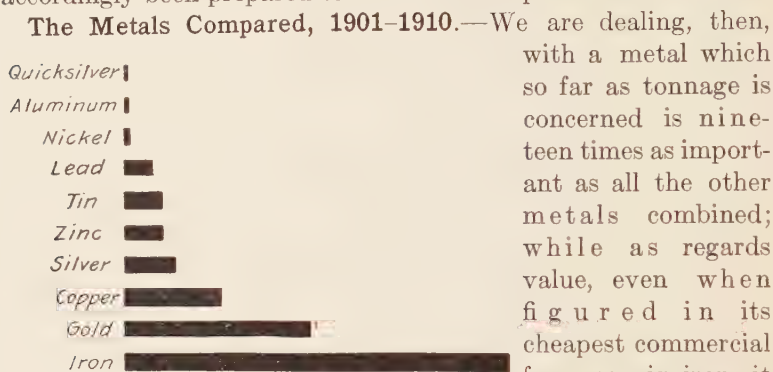 The Metals Compared, 1901–1910.—We are dealing, then,
with a metal which
so far as tonnage is
concerned is nine-
teen times as import-
ant as all the other
metals combined;
while as regards
value, even when
figured in its
cheapest commercial
Quicksilver
Aluminum
Nickel
Lead
Tin
Zinc
Silver
Copper
Gold
Iron